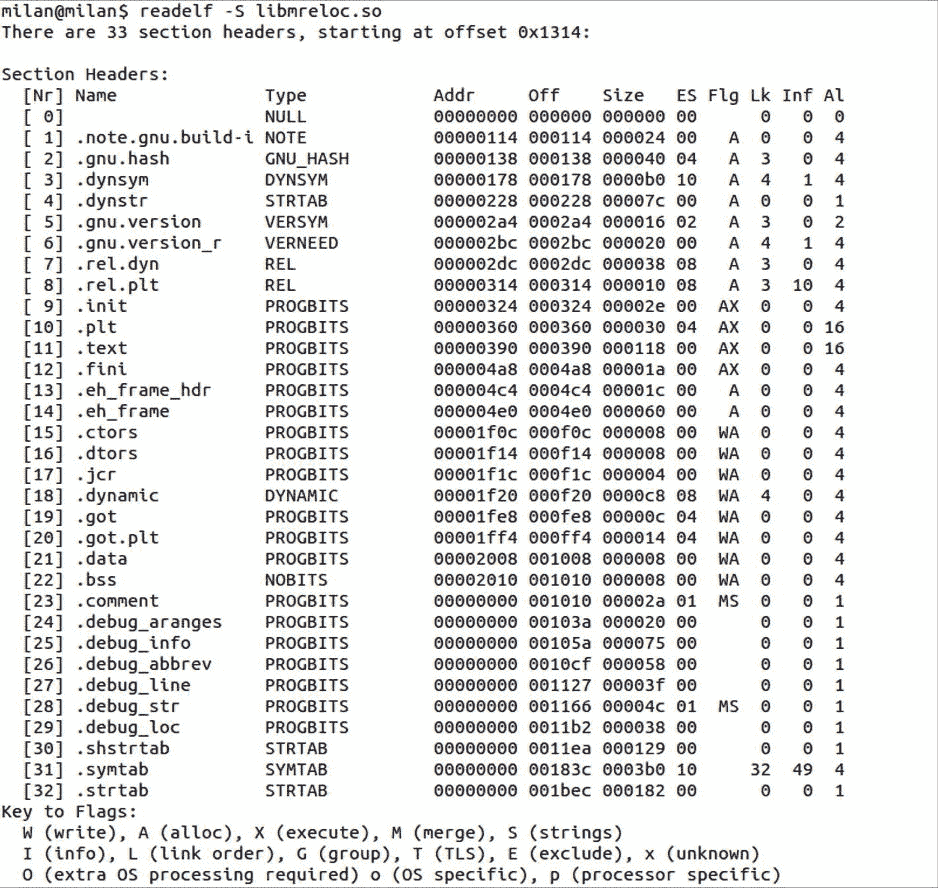 milan@milan$ readelf -S libmreloc.so
There are 33 section headers, starting at offset 0x1314:
Section Headers:
[Nr] Name Type Addr Off Size ES Flg Lk Inf Al
[ 0] NULL 00000000 000000 000000 00 0 0 0
[ 1] .note.gnu.build-i NOTE 00000114 000114 000024 00 A 0 0 4
[ 2] .gnu.hash GNU_HASH 00000138 000138 000040 04 A 3 0 4
[ 3] .dynsym DYNSYM 00000178 000178 0000b0 10 A 4 1 4
[ 4] .dynstr STRTAB 00000228 000228 00007c 00 A 0 0 1
[ 5] .gnu.version VERSYM 000002a4 0002a4 000016 02 A 3 0 2
[ 6] .gnu.version_r VERNEED 000002bc 0002bc 000020 00 A 4 1 4
[ 7] .rel.dyn REL 000002dc 0002dc 000038 08 A 3 0 4
[ 8] .rel.plt REL 00000314 000314 000010 08 A 3 10 4
[ 9] .init PROGBITS 00000324 000324 00002e 00 AX 0 0 4
[10] .plt PROGBITS 00000360 000360 000030 04 AX 0 0 16
[11] .text PROGBITS 00000390 000390 000118 00 AX 0 0 16
[12] .fini PROGBITS 000004a8 0004a8 00001a 00 AX 0 0 4
[13] .eh_frame_hdr PROGBITS 000004c4 0004c4 00001c 00 A 0 0 4
[14] .eh_frame PROGBITS 000004e0 0004e0 000060 00 A 0 0 4
[15] .ctors PROGBITS 00001f0c 000f0c 000008 00 WA 0 0 4
[16] .dtors PROGBITS 00001f14 000f14 000008 00 WA 0 0 4
[17] .jcr PROGBITS 00001f1c 000f1c 000004 00 WA 0 0 4
[18] .dynamic DYNAMIC 00001f20 000f20 0000c8 08 WA 4 0 4
[19] .got PROGBITS 00001fe8 000fe8 00000c 04 WA 0 0 4
[20] .got.plt PROGBITS 00001ff4 000ff4 000014 04 WA 0 0 4
[21] .data PROGBITS 00002008 001008 000008 00 WA 0 0 4
[22] .bss NOBITS 00002010 001010 000008 00 WA 0 0 4
[23] .comment PROGBITS 00000000 001010 00002a 01 MS 0 0 1
[24] .debug_aranges PROGBITS 00000000 00103a 000020 00 0 0 1
[25] .debug_info PROGBITS 00000000 00105a 000075 00 0 0 1
[26] .debug_abbrev PROGBITS 00000000 0010cf 000058 00 0 0 1
[27] .debug_line PROGBITS 00000000 001127 00003f 00 0 0 1
[28] .debug_str PROGBITS 00000000 001166 00004c 01 MS 0 0 1
[29] .debug_loc PROGBITS 00000000 0011b2 000038 00 0 0 1
[30] .shstrtab STRTAB 00000000 0011ea 000129 00 0 0 1
[31] .symtab SYMTAB 00000000 00183c 0003b0 10 32 49 4
[32] .strtab STRTAB 00000000 001bec 000182 00 0 0 1
Key to Flags:
W (write), A (alloc), X (execute), M (merge), S (strings)
I (info), L (link order), G (group), T (TLS), E (exclude), x (unknown)
O (extra OS processing required) o (OS specific), p (processor specific)